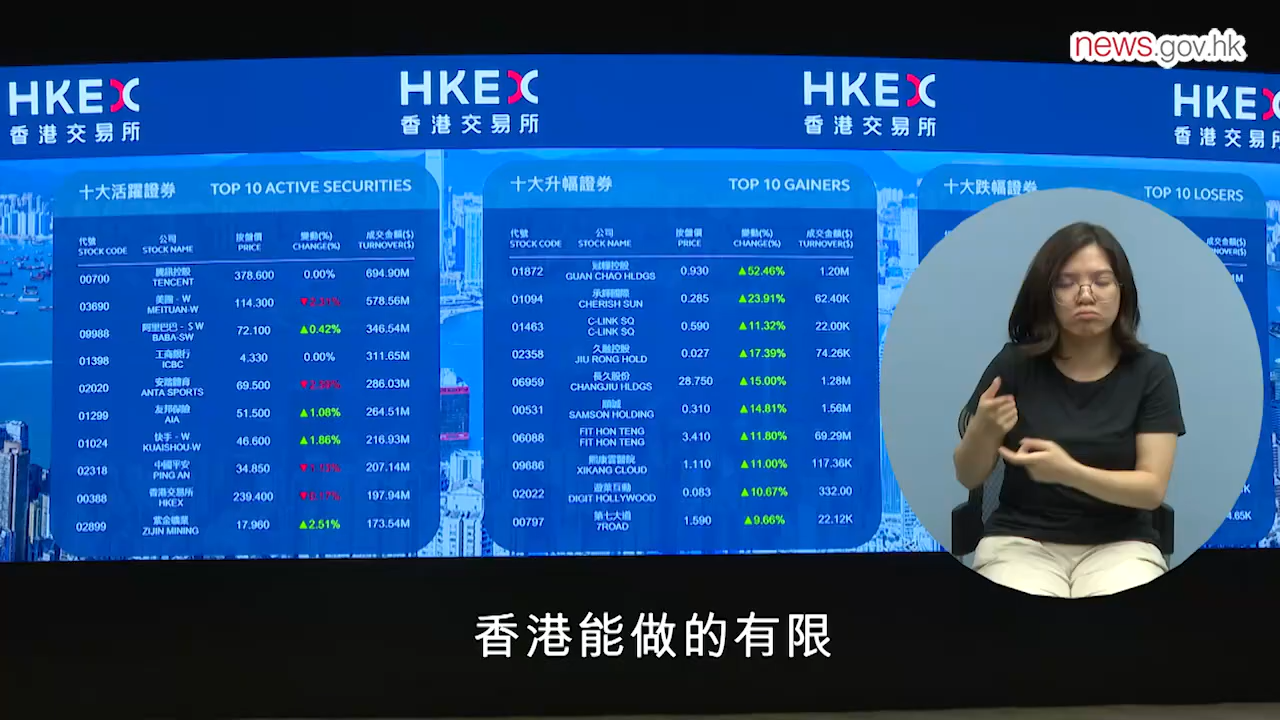 news.gov.hk
HKEX
香港交易所
HKEX
香港交易所
HKEX
香港交易所
HKEX
香港交易所
十大活躍證券 TOP 10 ACTIVE SECURITIES
代號 公司 按盤價 變動(%) 成交金額($)
STOCK CODE STOCK NAME PRICE CHANGE(%) TURNOVER($)
00700 騰訊控股 TENCENT 378.600 0.00% 694.90M
03690 美團-W MEITUAN-W 114.300 578.56M
09988 阿里巴巴-SW BABA-SW 72.100 ▲0.42% 346.54M
01398 工商銀行 ICBC 4.330 0.00% 311.65M
02020 安踏體育 ANTA SPORTS 69.500 286.03M
01299 友邦保險 AIA 51.500 ▲1.08% 264.51M
01024 快手-W KUAISHOU-W 46.600 ▲1.86% 216.93M
02318 中國平安 PING AN 34.850 207.14M
00388 香港交易所 HKEX 239.400 197.94M
02899 紫金礦業 ZIJIN MINING 17.960 ▲2.51% 173.54M
十大升幅證券 TOP 10 GAINERS
代號 公司 按盤價 變動(%) 成交金額($)
STOCK CODE STOCK NAME PRICE CHANGE(%) TURNOVER($)
01872 冠轈控股 GUAN CHAO HLDGS 0.930 ▲52.46% 1.20M
01094 承輝國際 CHERISH SUN 0.285 ▲23.91% 62.40K
01463 C-LINK SQ C-LINK SQ 0.590 ▲11.32% 22.00K
02358 久融控股 JIU RONG HOLD 0.027 ▲17.39% 74.26K
06959 長久股份 CHANGJIU HLDGS 28.750 ▲15.00% 1.28M
00531 順誠 SAMSON HOLDING 0.310 ▲14.81% 1.56M
06088 FIT HON TENG FIT HON TENG 3.410 ▲11.80% 69.29M
09686 熙康雲醫院 XIKANG CLOUD 1.110 ▲11.00% 117.36K
02022 遊萊互動 DIGIT HOLLYWOOD 0.083 ▲10.67% 332.00
00797 第七大道 7ROAD 1.590 ▲9.66% 22.12K
十大跌幅證券 TOP 10 LOSERS
香港能做的有限